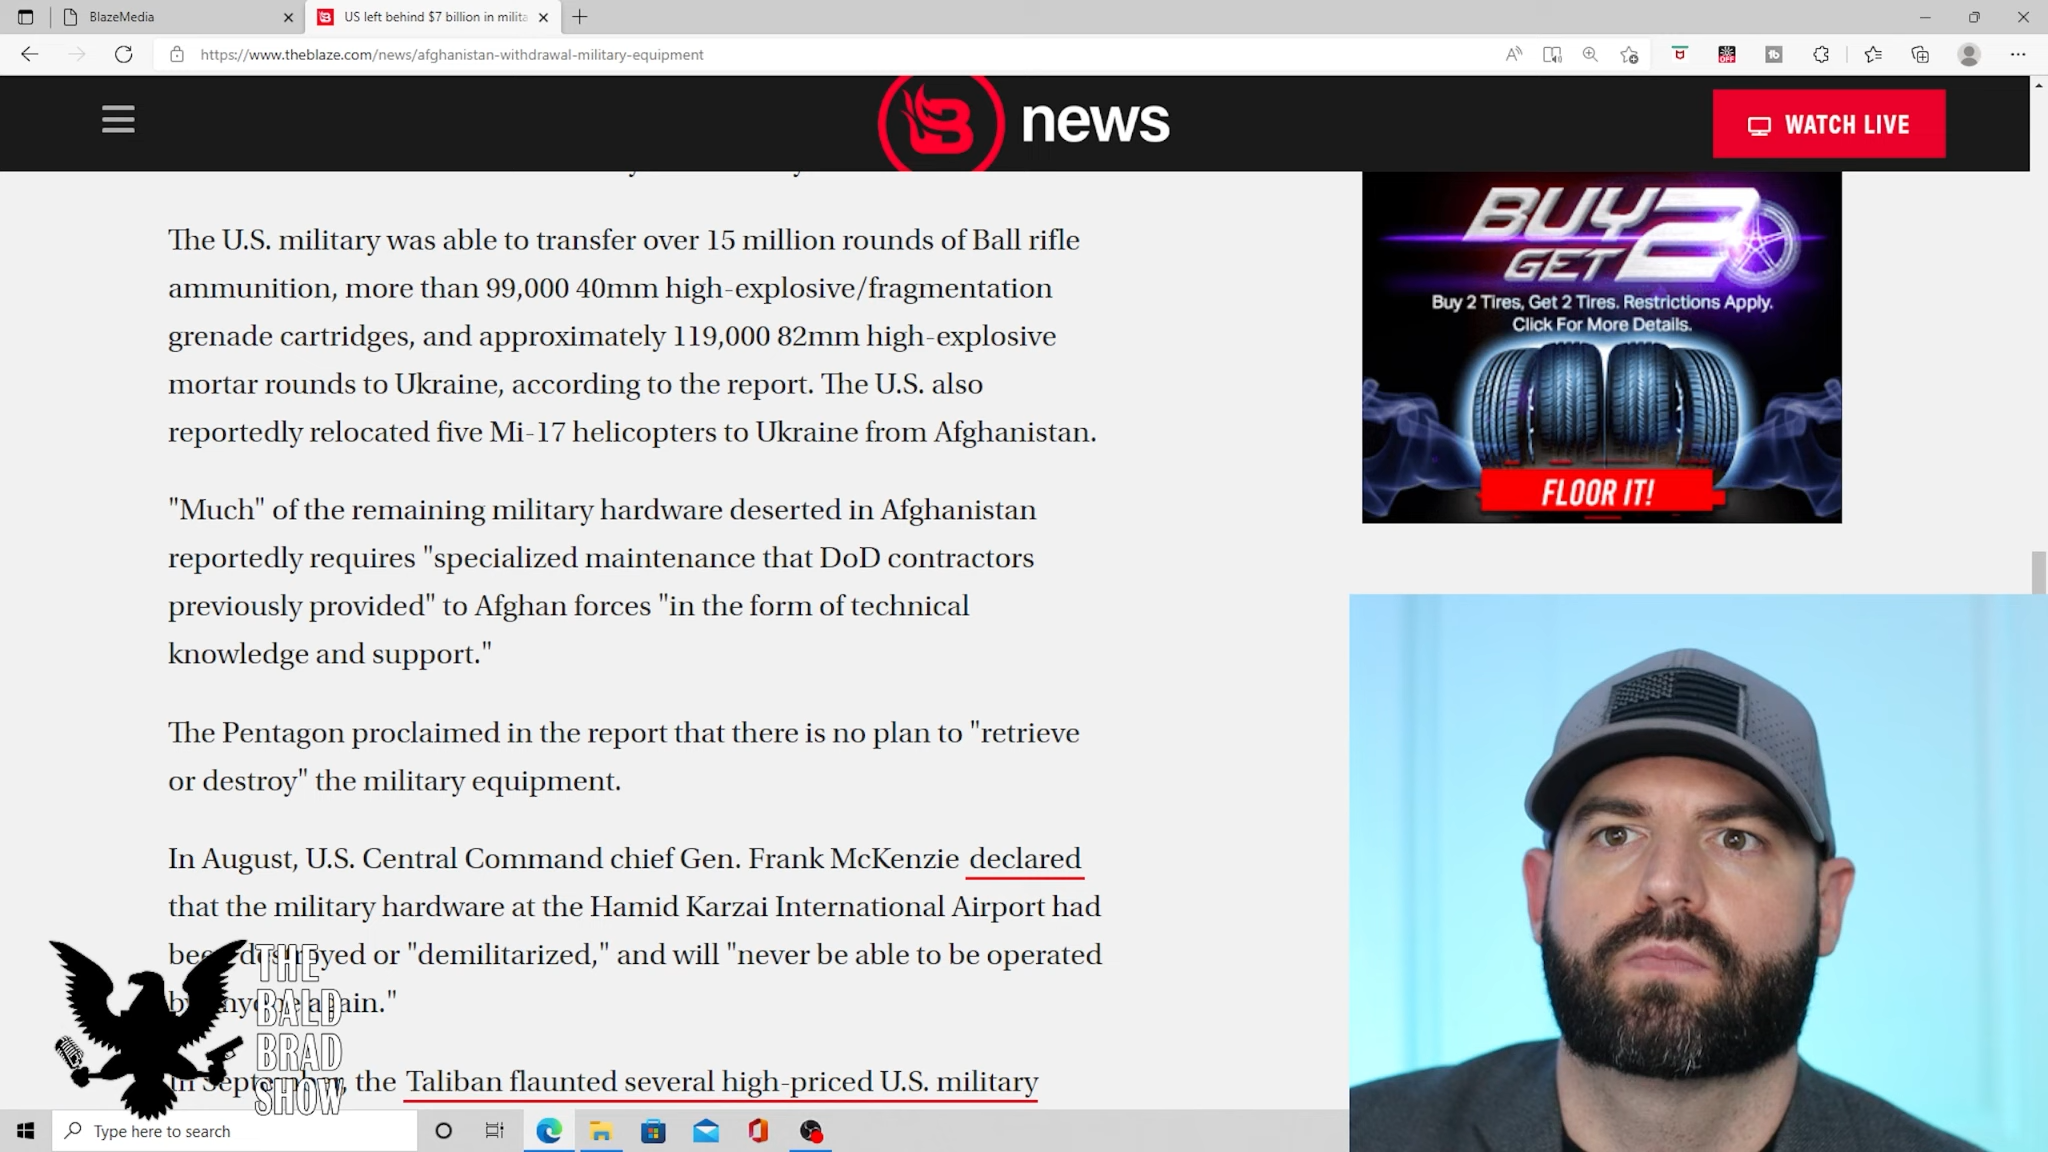 BlazeMedia
US left behind $7 billion in milita
https://www.theblaze.com/news/afghanistan-withdrawal-military-equipment
news
WATCH LIVE
The U.S. military was able to transfer over 15 million rounds of Ball rifle
ammunition, more than 99,000 40mm high-explosive/fragmentation
grenade cartridges, and approximately 119,000 82mm high-explosive
mortar rounds to Ukraine, according to the report. The U.S. also
reportedly relocated five Mi-17 helicopters to Ukraine from Afghanistan.
"Much" of the remaining military hardware deserted in Afghanistan
reportedly requires "specialized maintenance that DoD contractors
previously provided" to Afghan forces "in the form of technical
knowledge and support."
The Pentagon proclaimed in the report that there is no plan to "retrieve
or destroy" the military equipment.
In August, U.S. Central Command chief Gen. Frank McKenzie declared
that the military hardware at the Hamid Karzai International Airport had
been destroyed or "demilitarized," and will "never be able to be operated
by anyone again."
In September, the Taliban flaunted several high-priced U.S. military
BUY 2
GET 2
Buy 2 Tires, Get 2 Tires. Restrictions Apply.
Click For More Details.
FLOOR IT!
THE
BALD
BRAD
SHOW
Type here to search